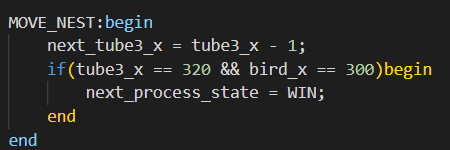 MOVE_NEST:begin
    next_tube3_x = tube3_x - 1;
    if(tube3_x == 320 && bird_x == 300)begin
        next_process_state = WIN;
    end
end